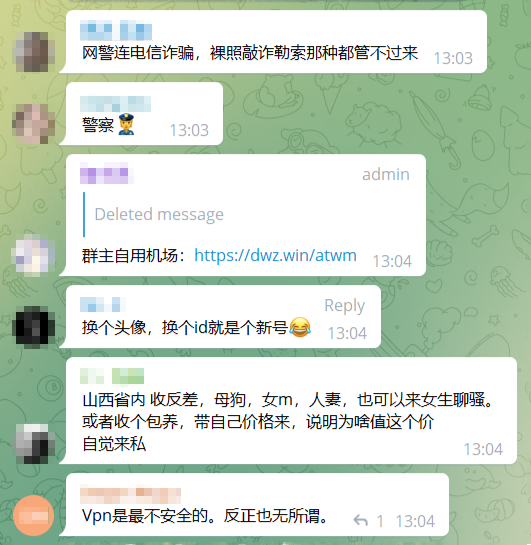 网警连电信诈骗，裸照敲诈勒索那种都管不过来
13:03
警察👮‍♂️
13:03
admin
Deleted message
群主自用机场：https://dwz.win/atwm
13:04
Reply
换个头像，换个id就是个新号😂
13:04
山西省内 收反差，母狗，女m，人妻，也可以来女生聊骚。
或者收个包养，带自己价格来，说明为啥值这个价
自觉来私
13:04
Vpn是最不安全的。反正也无所谓。
1 13:04